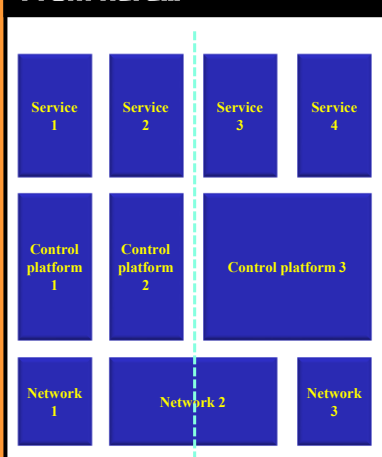 Service
1
Service
2
Service
3
Service
4
Control
platform
1
Control
platform
2
Control platform 3
Network
1
Network 2
Network
3